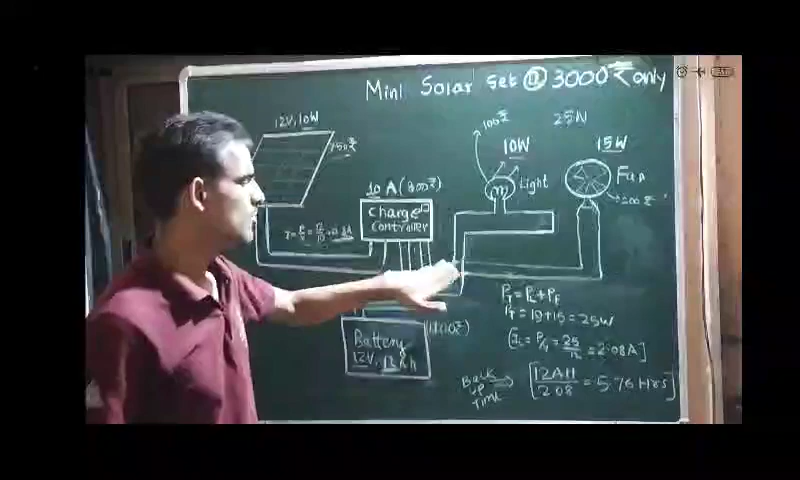 Mini Solar Set @ 3000 ₹ only
12V, 10W
750₹
100₹
25W
10W
15W
Light
Fan
200 ₹
10 A (800₹)
Charge
Controller
Battery
12V, 12Ah
PT = PL + PF
PT = 10+15 = 25W
[IL = P/V = 25/12 = 2.08A]
Back
up
Time
⇒ [12AH/2.08 = 5.76 Hrs]